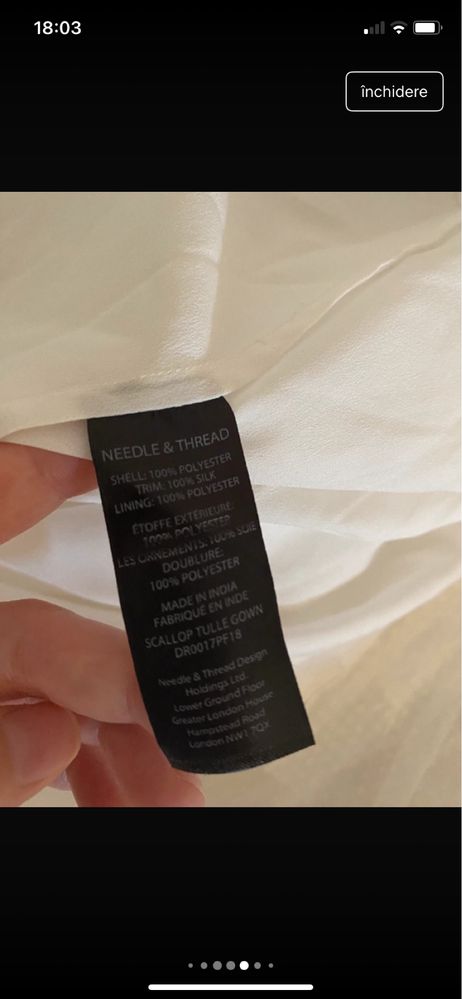 18:03
închidere
NEEDLE & THREAD
SHELL: 100% POLYESTER
TRIM: 100% SILK
LINING: 100% POLYESTER
ÉTOFFE EXTÉRIEURE:
100% POLYESTER
LES ORNEMENTS: 100% SOIE
DOUBLURE:
100% POLYESTER
MADE IN INDIA
FABRIQUÉ EN INDE
SCALLOP TULLE GOWN
DR0017PF18
Needle & Thread Design
Holdings Ltd.
Lower Ground Floor
Greater London House
Hampstead Road
London NW1 7QX